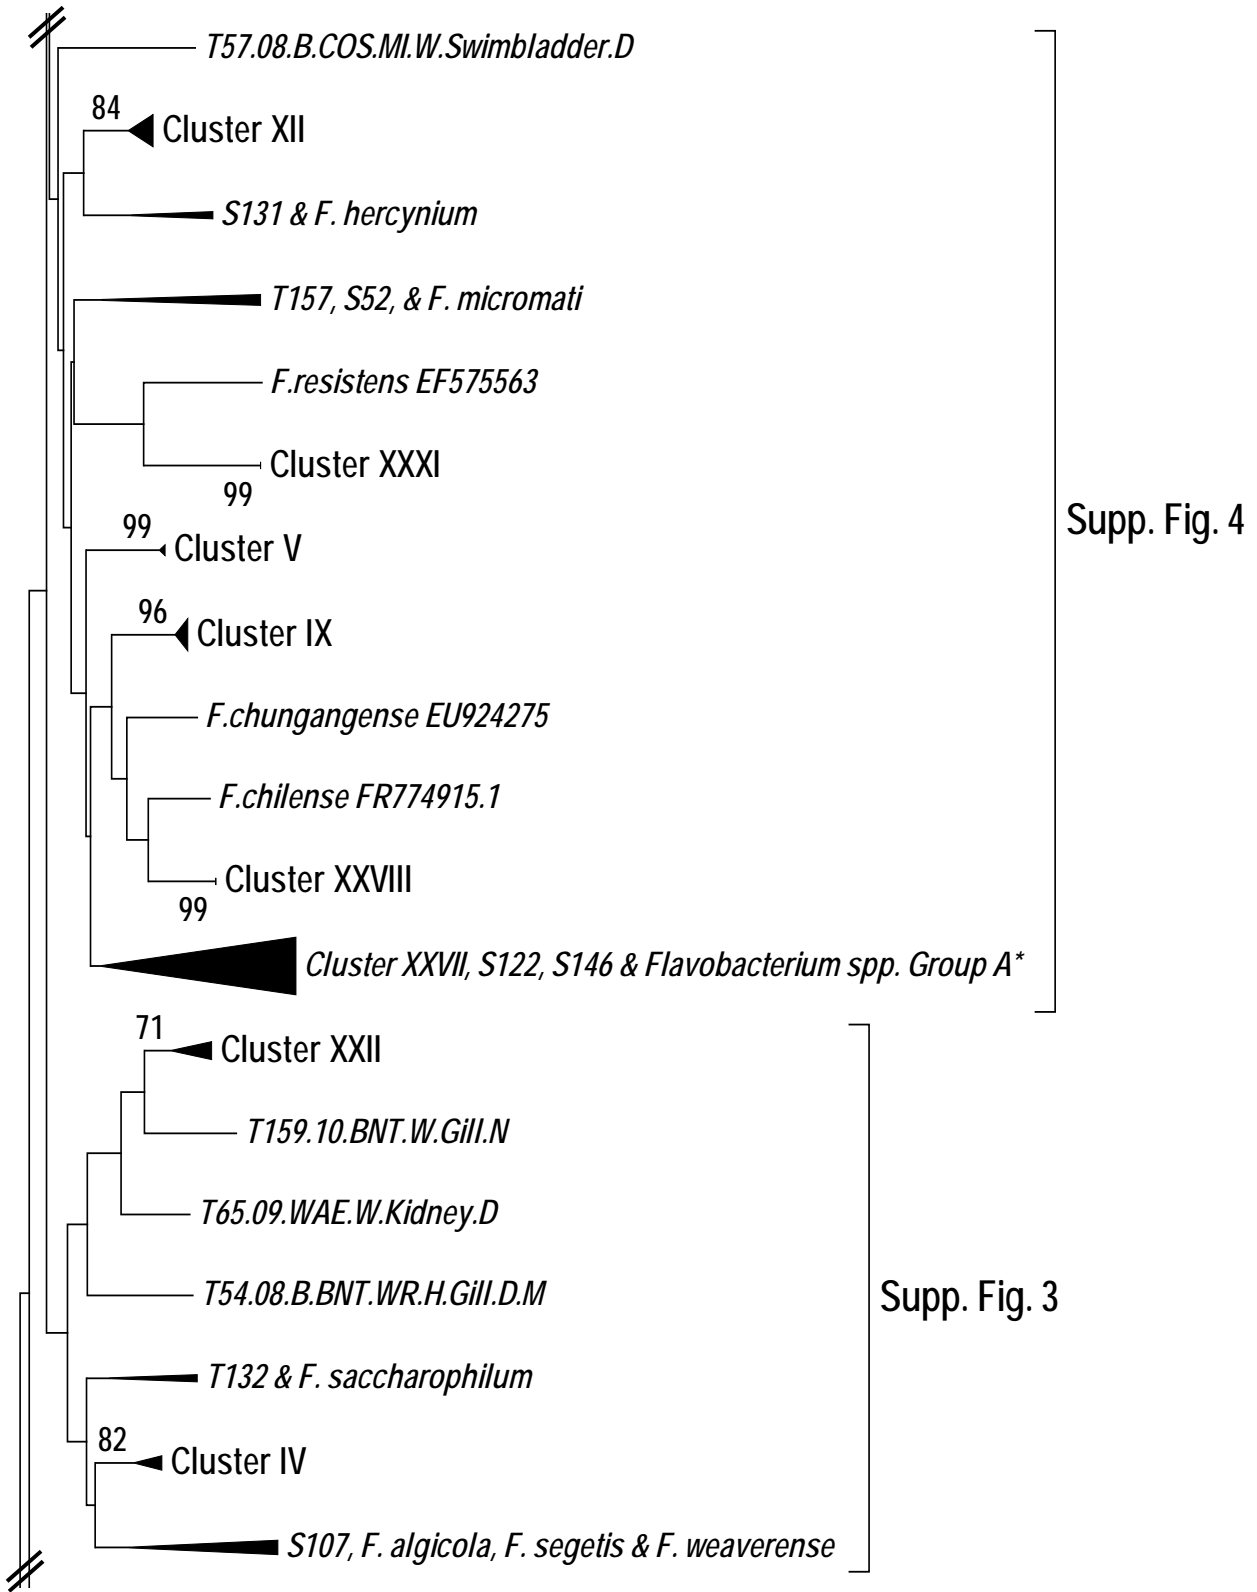 T57.08.B.COS.MI.W.Swimbladder.D
84
Cluster XII
S131 & F. hercynium
T157, S52, & F. micromati
F.resistens EF575563
Cluster XXXI
99
Supp. Fig. 4
99
Cluster V
96
Cluster IX
F.chungangense EU924275
F.chilense FR774915.1
Cluster XXVIII
99
Cluster XXVII, S122, S146 & Flavobacterium spp. Group A*
71
Cluster XXII
T159.10.BNT.W.Gill.N
T65.09.WAE.W.Kidney.D
T54.08.B.BNT.WR.H.Gill.D.M
Supp. Fig. 3
T132 & F. saccharophilum
82
Cluster IV
S107, F. algicola, F. segetis & F. weaverense